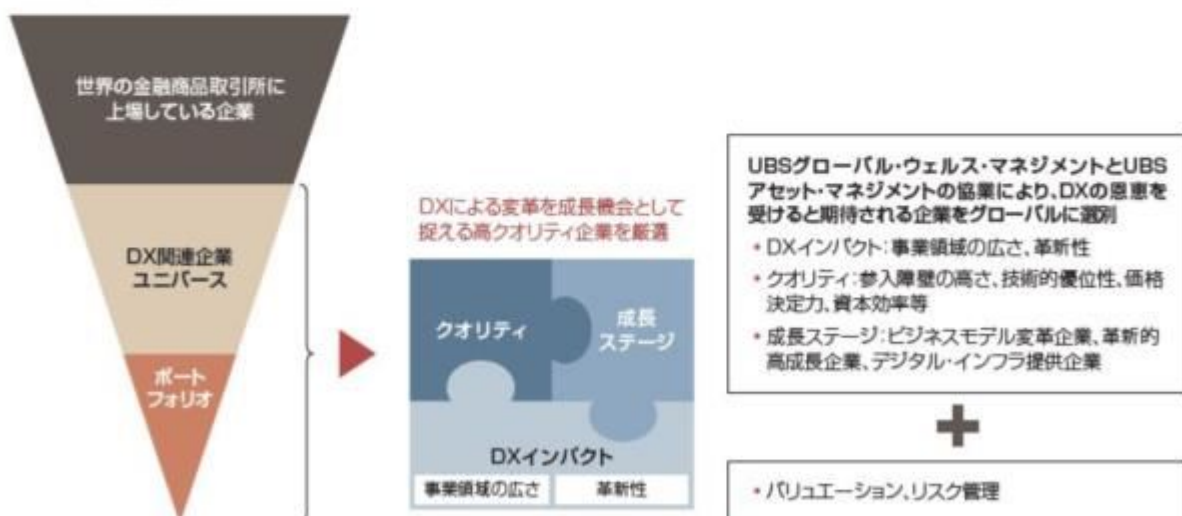 世界の金融商品取引所に
上場している企業
DX関連企業
ユニバース
ポート
フォリオ
DXによる変革を成長機会として
捉える高クオリティ企業を厳選
クオリティ
成長
ステージ
DXインパクト
事業領域の広さ
革新性
UBSグローバル・ウェルス・マネジメントとUBS
アセット・マネジメントの協業により、DXの恩恵を
受けると期待される企業をグローバルに選別
• DXインパクト:事業領域の広さ、革新性
• クオリティ:参入障壁の高さ、技術的優位性、価格
決定力、資本効率等
• 成長ステージ:ビジネスモデル変革企業、革新的
高成長企業、デジタル・インフラ提供企業
+
• バリュエーション、リスク管理